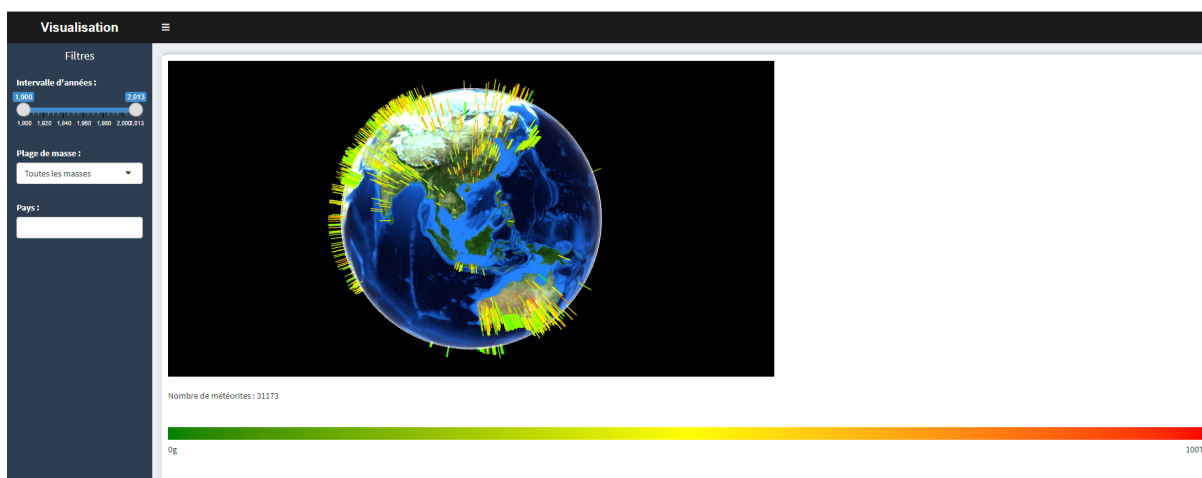 Visualisation
Filtres
Intervalle d'années :
1,900 2,013
1,900 1,920 1,940 1,960 1,980 2,000 2,013
Plage de masse :
Toutes les masses
Pays :
Nombre de météorites : 31173
0g 100T